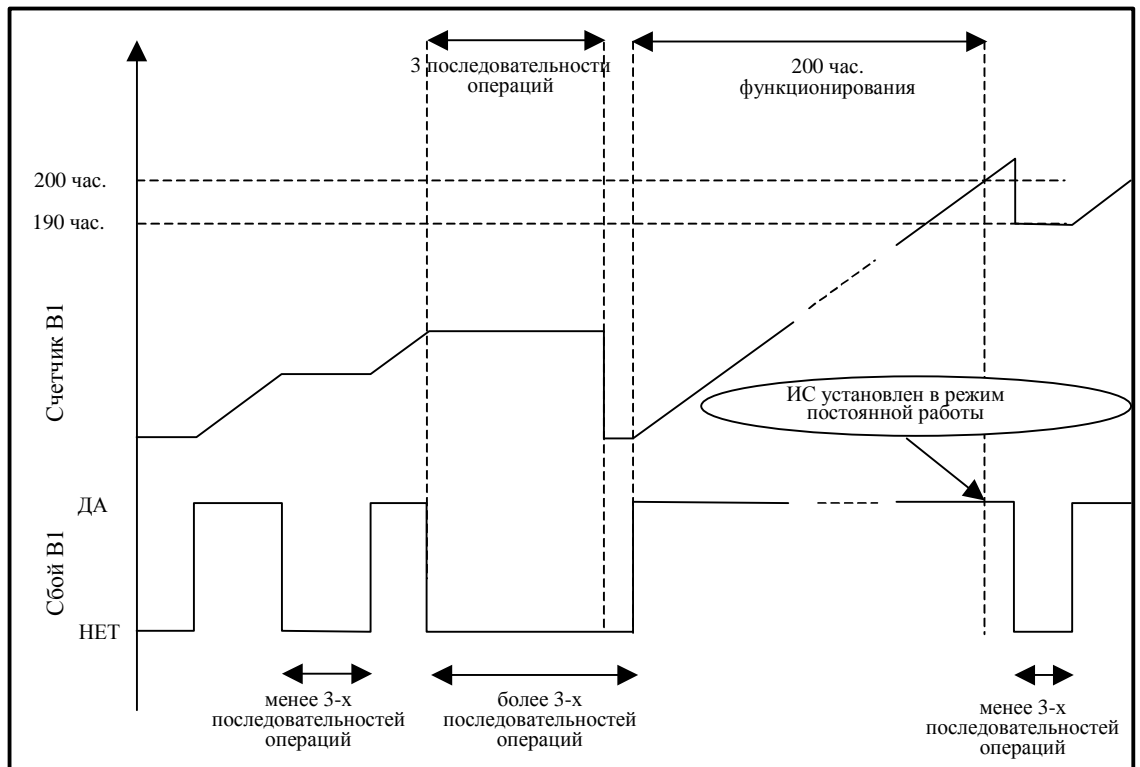 3 последовательности
операций
200 час.
функционирования
200 час.
190 час.
Счетчик В1
ИС установлен в режим
постоянной работы
ДА
Сбой В1
НЕТ
менее 3-х
последовательностей
операций
более 3-х
последовательностей
операций
менее 3-х
последовательностей
операций